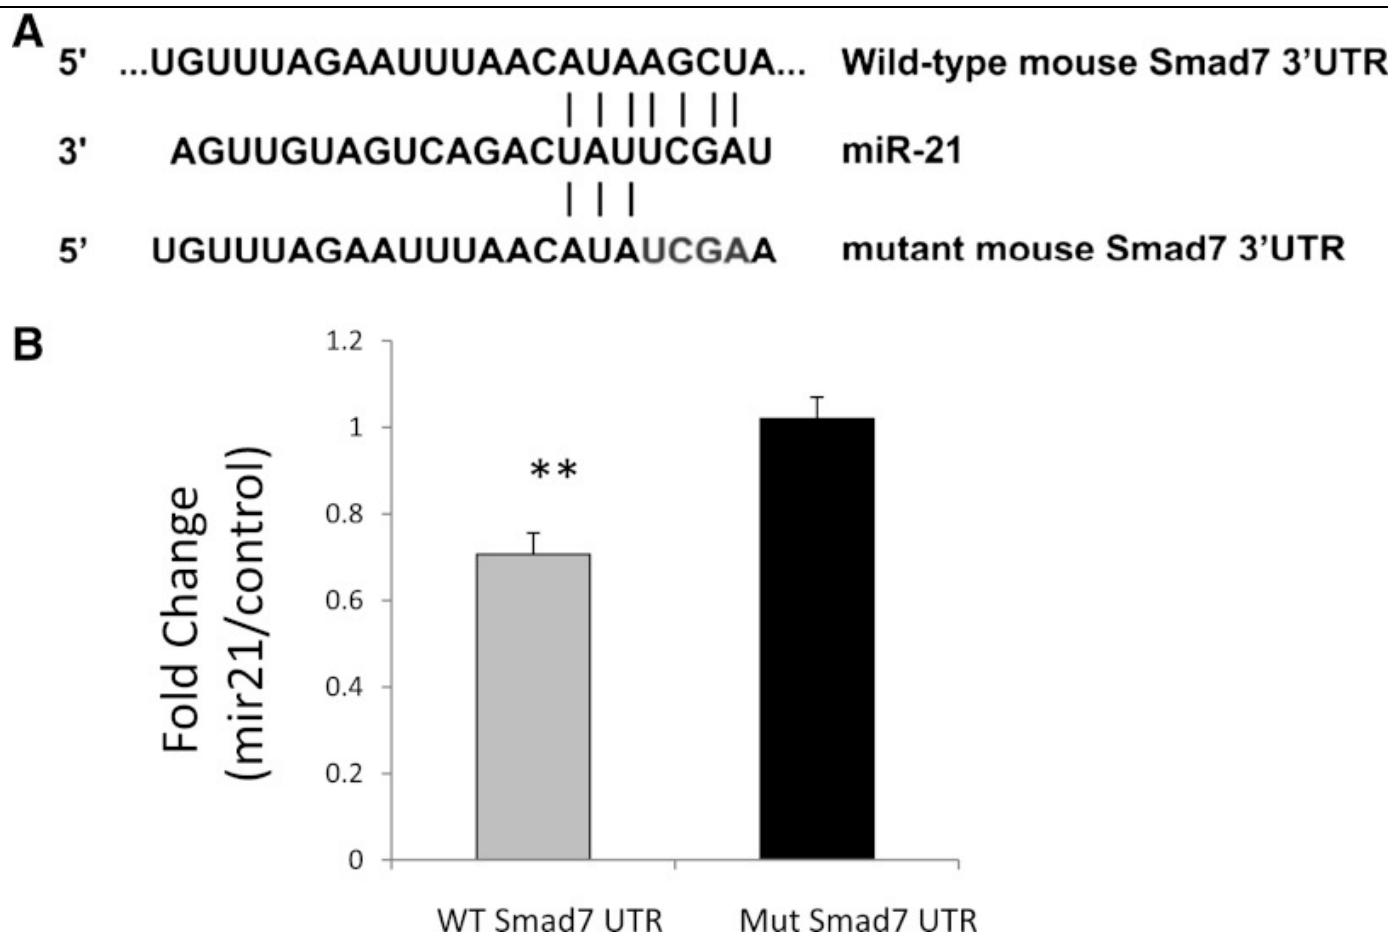 A
5' ...UGUUUAGAAUUUAACAUAAGCUA... Wild-type mouse Smad7 3’UTR
3' AGUUGUAGUCAGACUAUUCGAU miR-21
5’ UGUUUAGAAUUUAACAUAUCGAA mutant mouse Smad7 3’UTR
B
1.2
1
0.8
0.6
0.4
0.2
0
Fold Change
(mir21/control)
**
WT Smad7 UTR
Mut Smad7 UTR